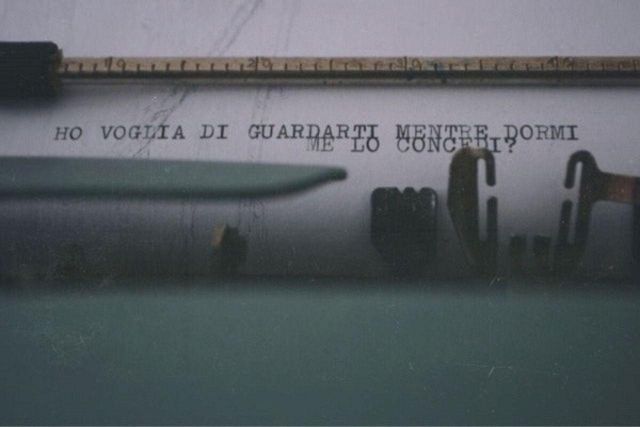 HO VOGLIA DI GUARDARTI MENTRE DORMI
ME LO CONCEDI?